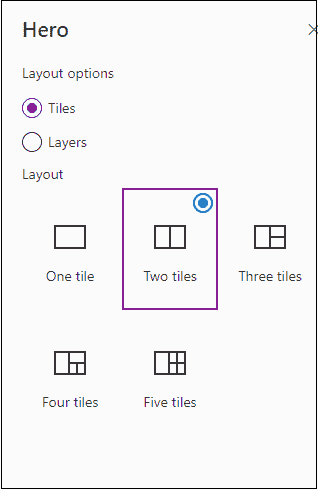 Hero
Layout options
Tiles
Layers
Layout
One tile
Two tiles
Three tiles
Four tiles
Five tiles